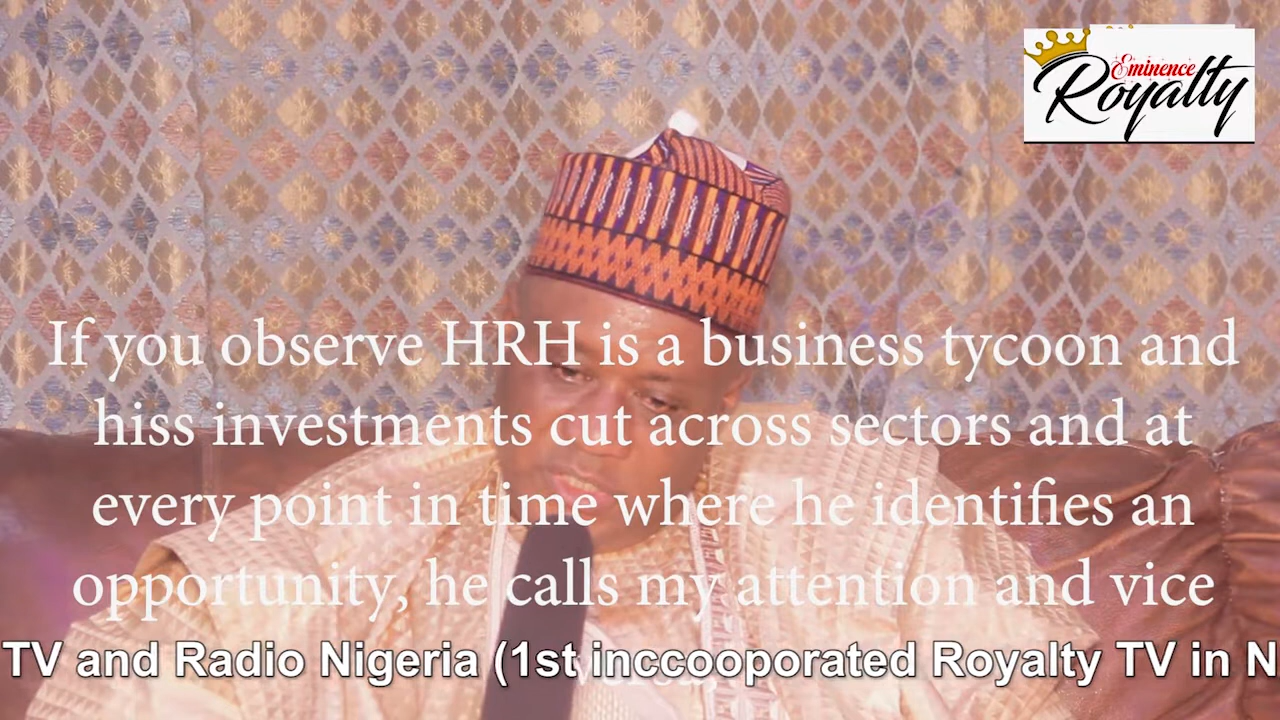 Eminence
Royalty
If you observe HRH is a business tycoon and
hiss investments cut across sectors and at
every point in time where he identifies an
opportunity, he calls my attention and vice
TV and Radio Nigeria (1st inccooporated Royalty TV in N